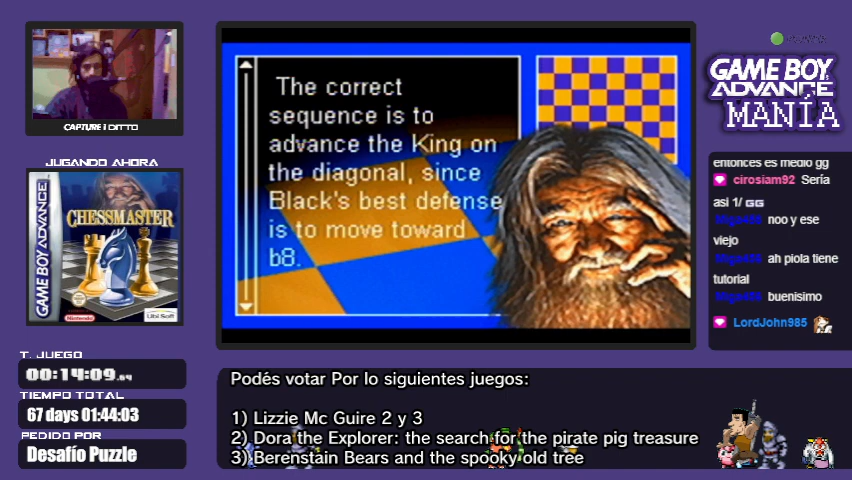 CAPTURE | DITTO
JUGANDO AHORA
GAME BOY ADVANCE
CHESSMASTER
Nintendo
Ubi Soft
T. JUEGO
00:14:09
TIEMPO TOTAL
67 days 01:44:03
PEDIDO POR
Desafío Puzzle
The correct
sequence is to
advance the King on
the diagonal, since
Black's best defense
is to move toward
b8.
Podés votar Por lo siguientes juegos:
1) Lizzie Mc Guire 2 y 3
2) Dora the Explorer: the search for the pirate pig treasure
3) Berenstain Bears and the spooky old tree
GAME BOY
ADVANCE
MANÍA
entonces es medio gg
cirosiam92 Sería
asi 1/ GG
noo y ese
viejo
ah piola tiene
tutorial
buenisimo
LordJohn985